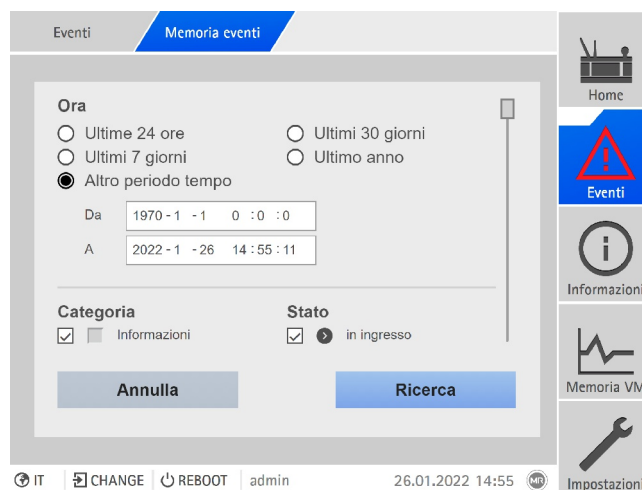 Eventi
Memoria eventi
Home
Ora
Ultime 24 ore
Ultimi 30 giorni
Ultimi 7 giorni
Ultimo anno
Altro periodo tempo
Da
1970 - 1 - 1 0 : 0 : 0
A
2022 - 1 - 26 14 : 55 : 11
Eventi
Informazioni
Categoria
Stato
Informazioni
in ingresso
Annulla
Ricerca
Memoria VM
IT
CHANGE
REBOOT
admin
26.01.2022 14:55
MR
Impostazion